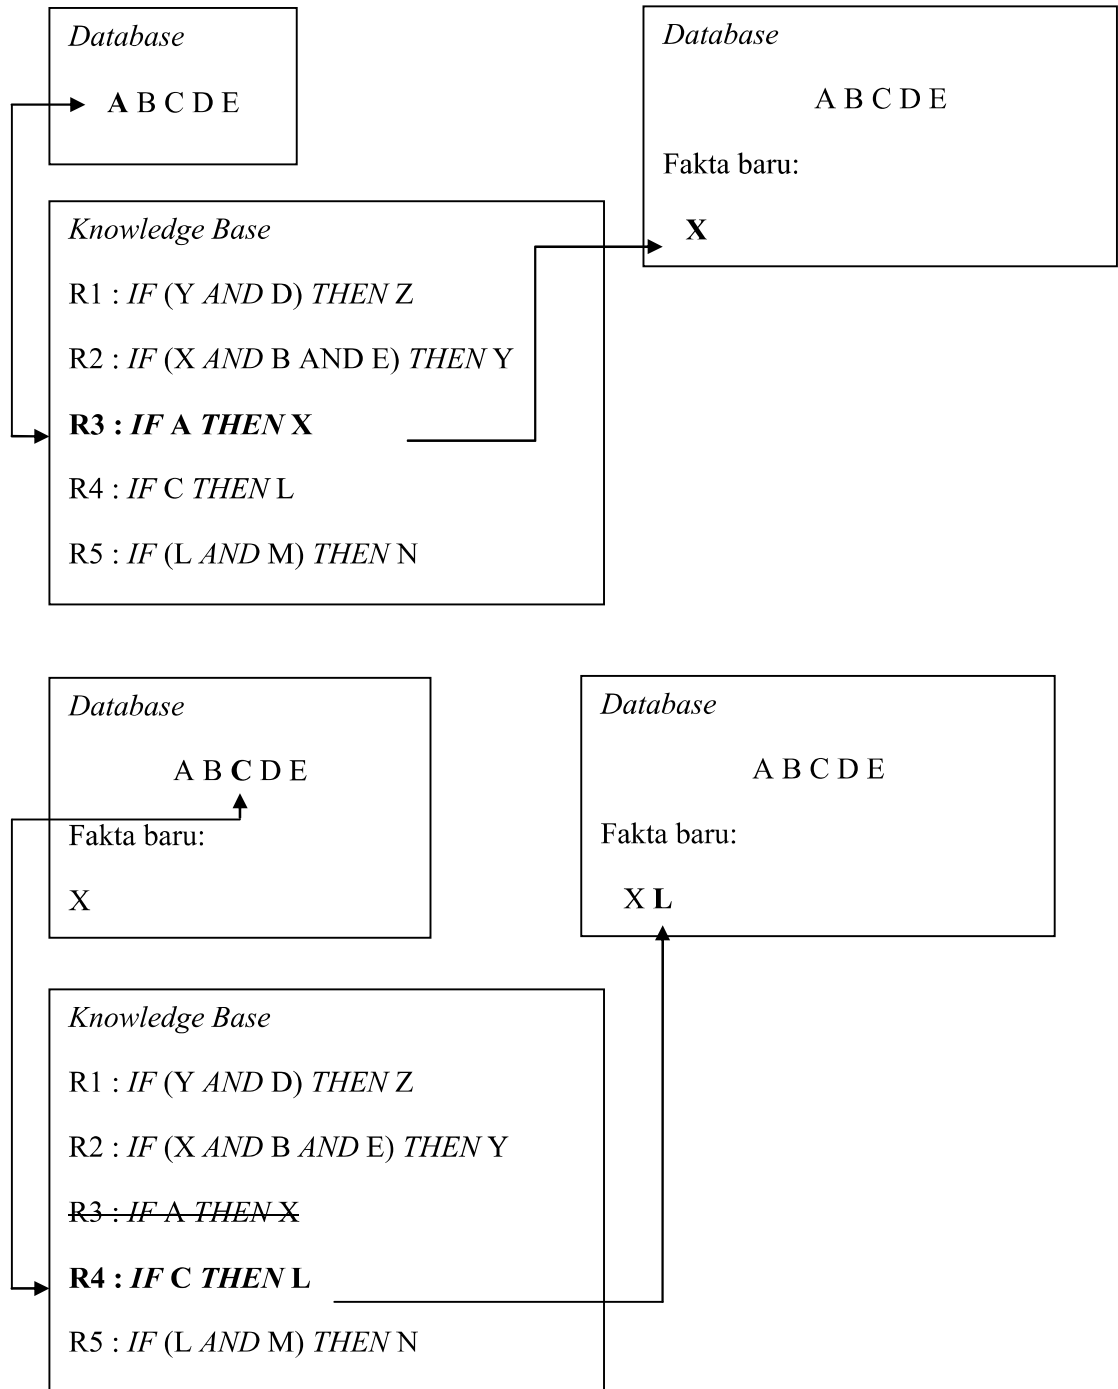 Database
A B C D E
Database
A B C D E
Fakta baru:
X
Knowledge Base
R1 : IF (Y AND D) THEN Z
R2 : IF (X AND B AND E) THEN Y
R3 : IF A THEN X
R4 : IF C THEN L
R5 : IF (L AND M) THEN N
Database
A B C D E
Fakta baru:
X
Database
A B C D E
Fakta baru:
X L
Knowledge Base
R1 : IF (Y AND D) THEN Z
R2 : IF (X AND B AND E) THEN Y
R3 : IF A THEN X
R4 : IF C THEN L
R5 : IF (L AND M) THEN N